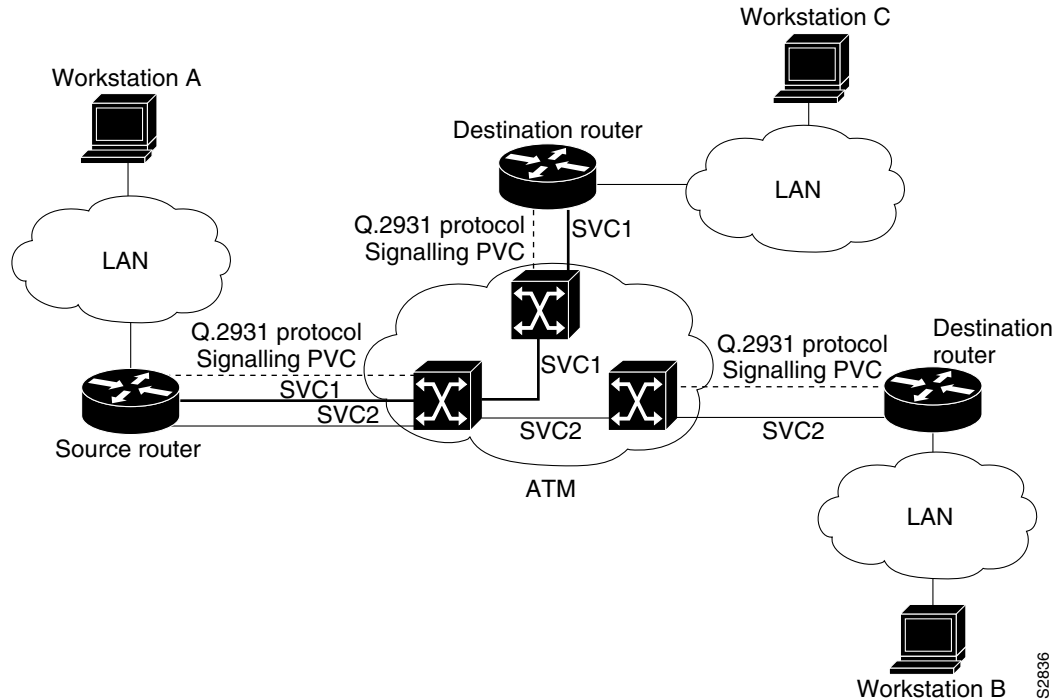 Workstation C
Workstation A
Destination router
LAN
Q.2931 protocol
Signalling PVC
SVC1
LAN
Q.2931 protocol
Signalling PVC
SVC1
SVC2
Source router
SVC1
Q.2931 protocol
Signalling PVC
Destination
router
SVC2
SVC2
ATM
LAN
Workstation B
S2836